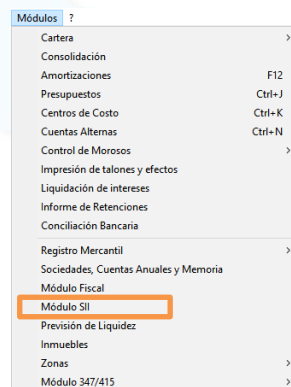 Módulos ?
Cartera >
Consolidación
Amortizaciones F12
Presupuestos Ctrl+J
Centros de Costo Ctrl+K
Cuentas Alternas Ctrl+N
Control de Morosos >
Impresión de talones y efectos
Liquidación de intereses
Informe de Retenciones
Conciliación Bancaria
Registro Mercantil >
Sociedades, Cuentas Anuales y Memoria
Módulo Fiscal
Módulo SII
Previsión de Liquidez
Inmuebles
Zonas >
Módulo 347/415 >